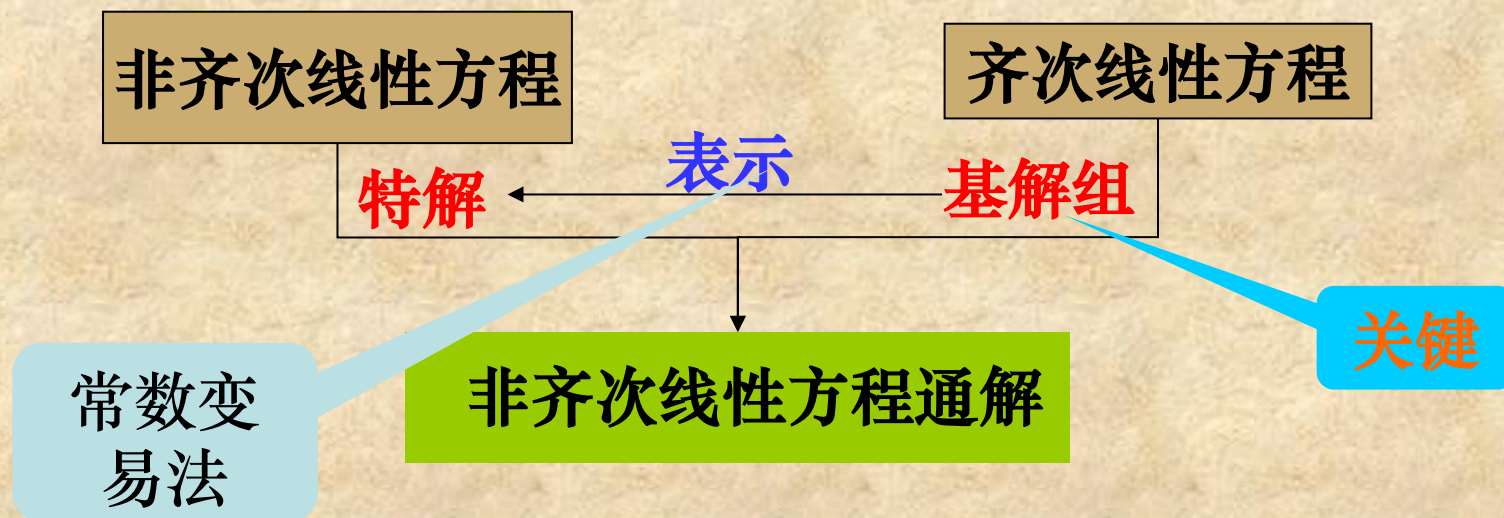 非齐次线性方程
齐次线性方程
表示
特解
基解组
关键
非齐次线性方程通解
常数变
易法